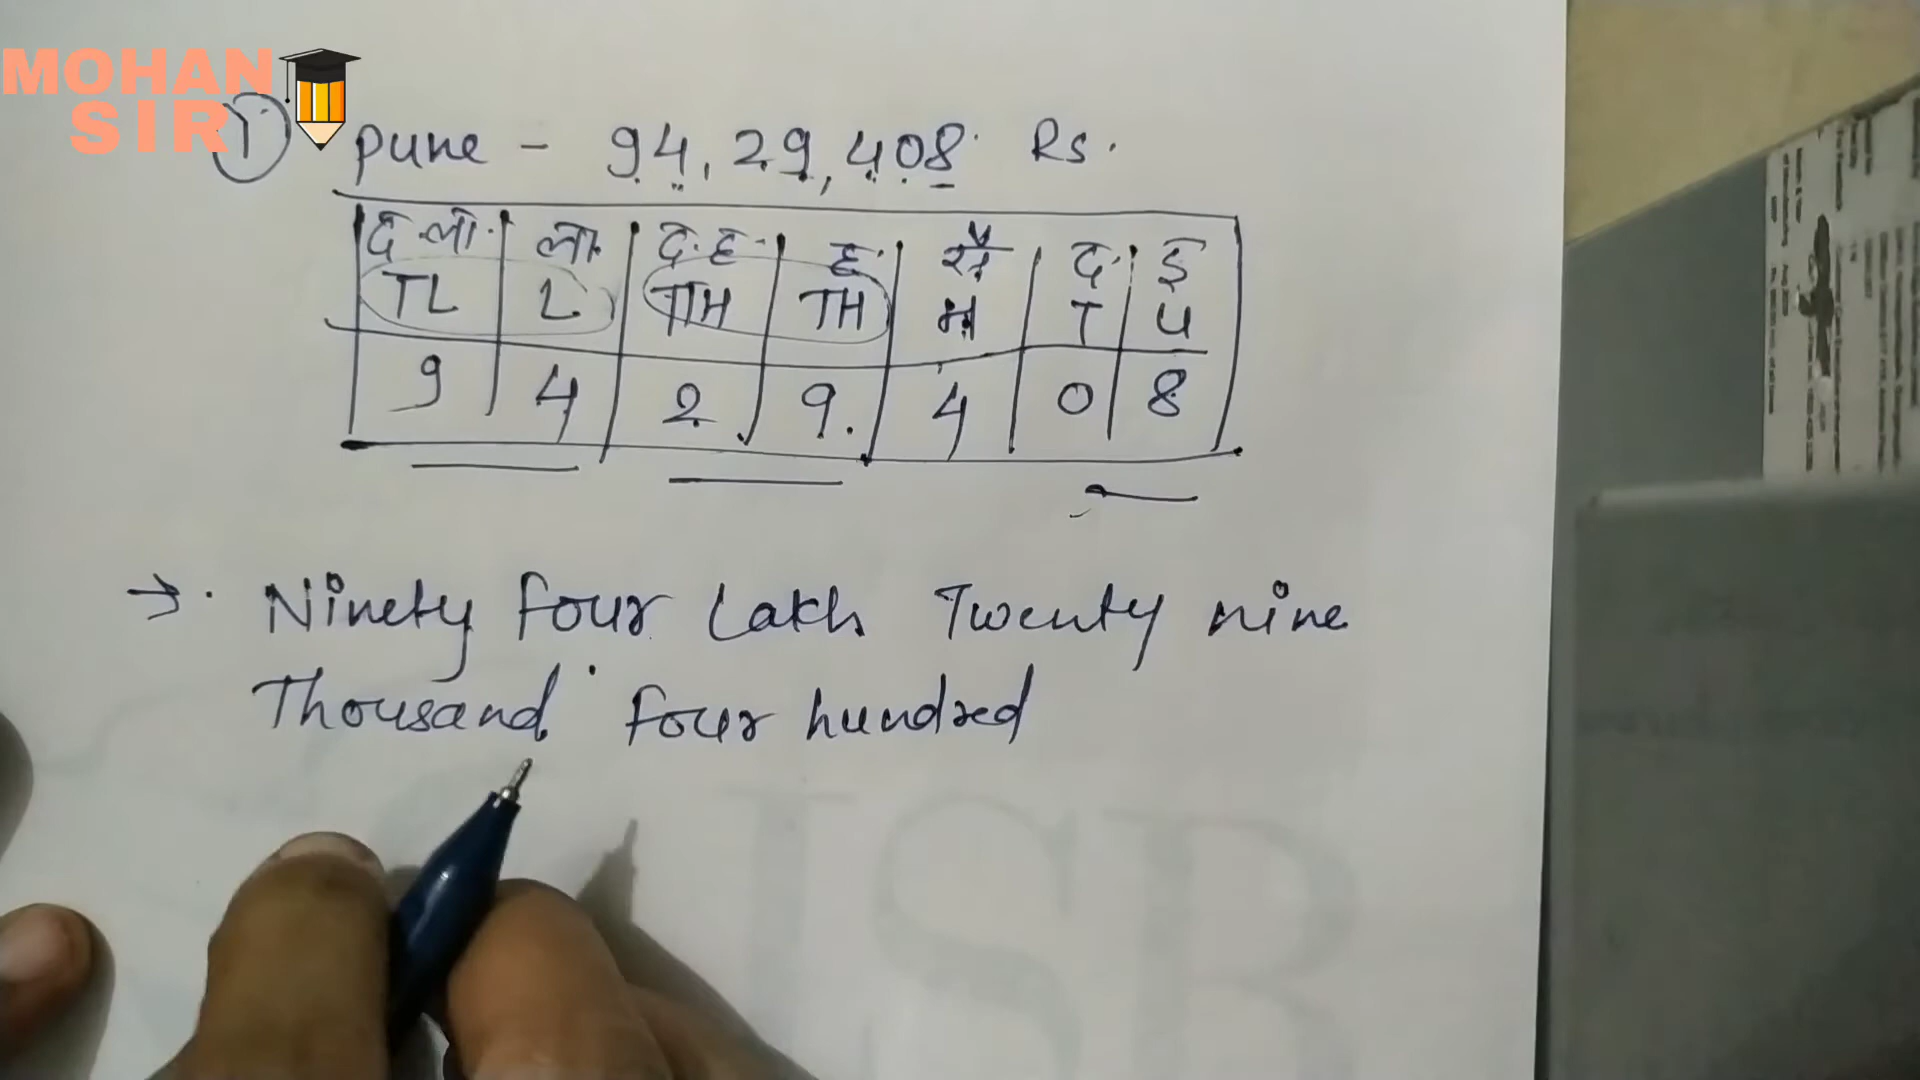 MOHAN
SIR
① Pune - 94,29,408 Rs.
द.ला. ला. द.ह. ह. श द. इ
TL L TTH TH H T U
9 4 2 9. 4 0 8
→ Ninety four Lakh Twenty nine
Thousand four hundred